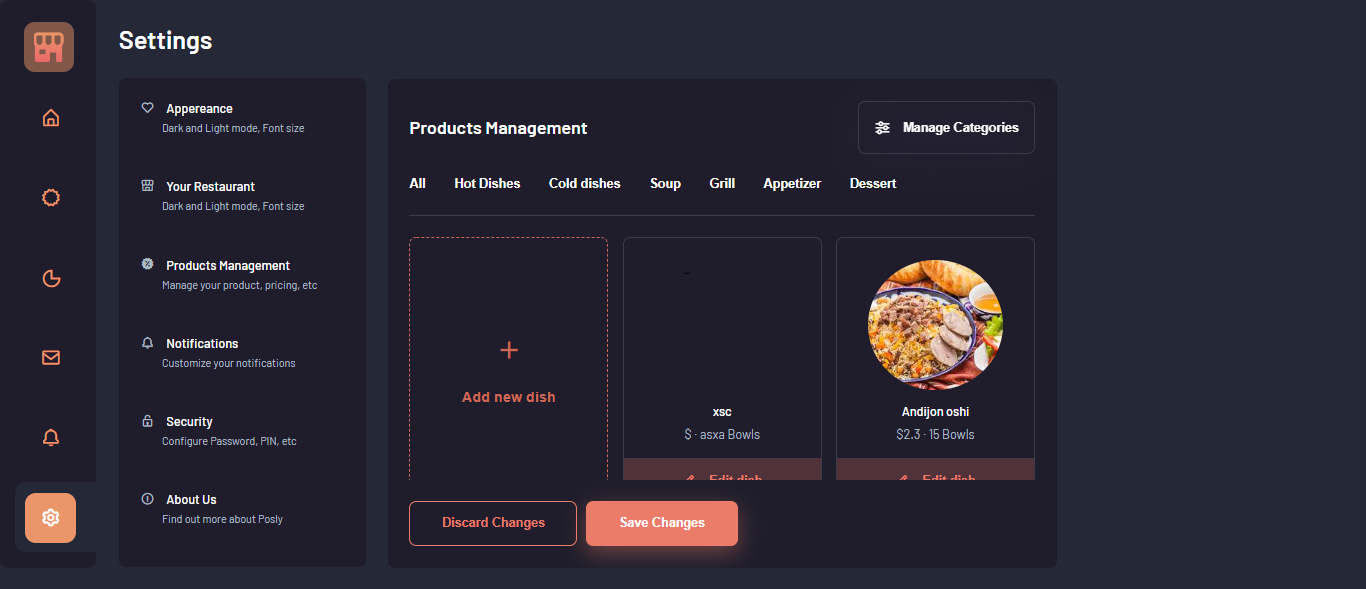 Settings
Appereance
Dark and Light mode, Font size
Your Restaurant
Dark and Light mode, Font size
Products Management
Manage your product, pricing, etc
Notifications
Customize your notifications
Security
Configure Password, PIN, etc
About Us
Find out more about Posly
Products Management
Manage Categories
All Hot Dishes Cold dishes Soup Grill Appetizer Dessert
Add new dish
xsc
$ · asxa Bowls
Edit dish
Andijon oshi
$2.3 · 15 Bowls
Edit dish
Discard Changes
Save Changes